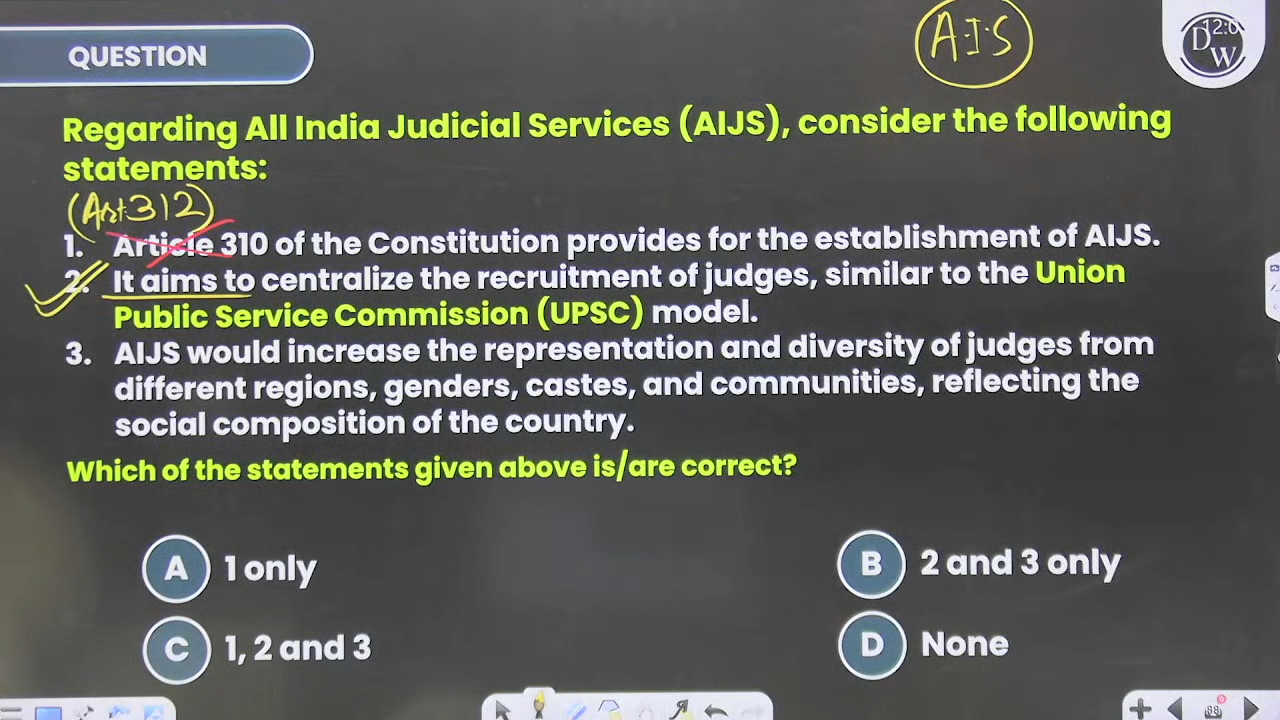 QUESTION
A.I.S
12:0
D
W
Regarding All India Judicial Services (AIJS), consider the following
statements:
(Art 312)
1. Article 310 of the Constitution provides for the establishment of AIJS.
2. It aims to centralize the recruitment of judges, similar to the Union
Public Service Commission (UPSC) model.
3. AIJS would increase the representation and diversity of judges from
different regions, genders, castes, and communities, reflecting the
social composition of the country.
Which of the statements given above is/are correct?
A 1 only
B 2 and 3 only
C 1, 2 and 3
D None